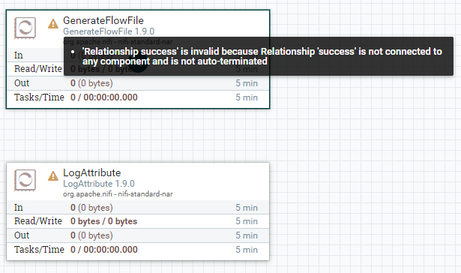 GenerateFlowFile
GenerateFlowFile 1.9.0
• 'Relationship success' is invalid because Relationship 'success' is not connected to
any component and is not auto-terminated
In
Read/Write
Out 0 (0 bytes) 5 min
Tasks/Time 0 / 00:00:00.000 5 min
LogAttribute
LogAttribute 1.9.0
org.apache.nifi - nifi-standard-nar
In 0 (0 bytes) 5 min
Read/Write 0 bytes / 0 bytes 5 min
Out 0 (0 bytes) 5 min
Tasks/Time 0 / 00:00:00.000 5 min